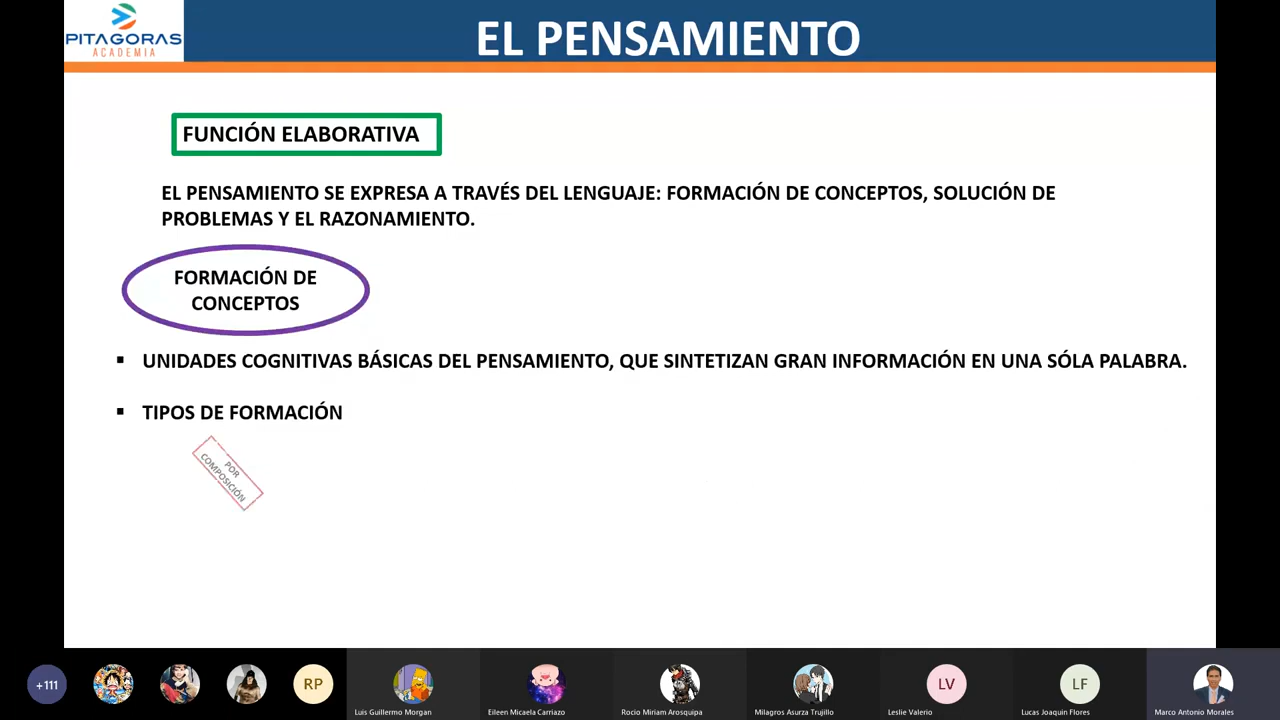 PITAGORAS
ACADEMIA
EL PENSAMIENTO
FUNCIÓN ELABORATIVA
EL PENSAMIENTO SE EXPRESA A TRAVÉS DEL LENGUAJE: FORMACIÓN DE CONCEPTOS, SOLUCIÓN DE
PROBLEMAS Y EL RAZONAMIENTO.
FORMACIÓN DE
CONCEPTOS
▪ UNIDADES COGNITIVAS BÁSICAS DEL PENSAMIENTO, QUE SINTETIZAN GRAN INFORMACIÓN EN UNA SÓLA PALABRA.
▪ TIPOS DE FORMACIÓN
POR
COMPOSICIÓN
+111
RP
LV
LF
Luis Guillermo Morgan
Eileen Micaela Carriazo
Rocio Miriam Arosquipa
Milagros Asurza Trujillo
Leslie Valerio
Lucas Joaquin Flores
Marco Antonio Morales